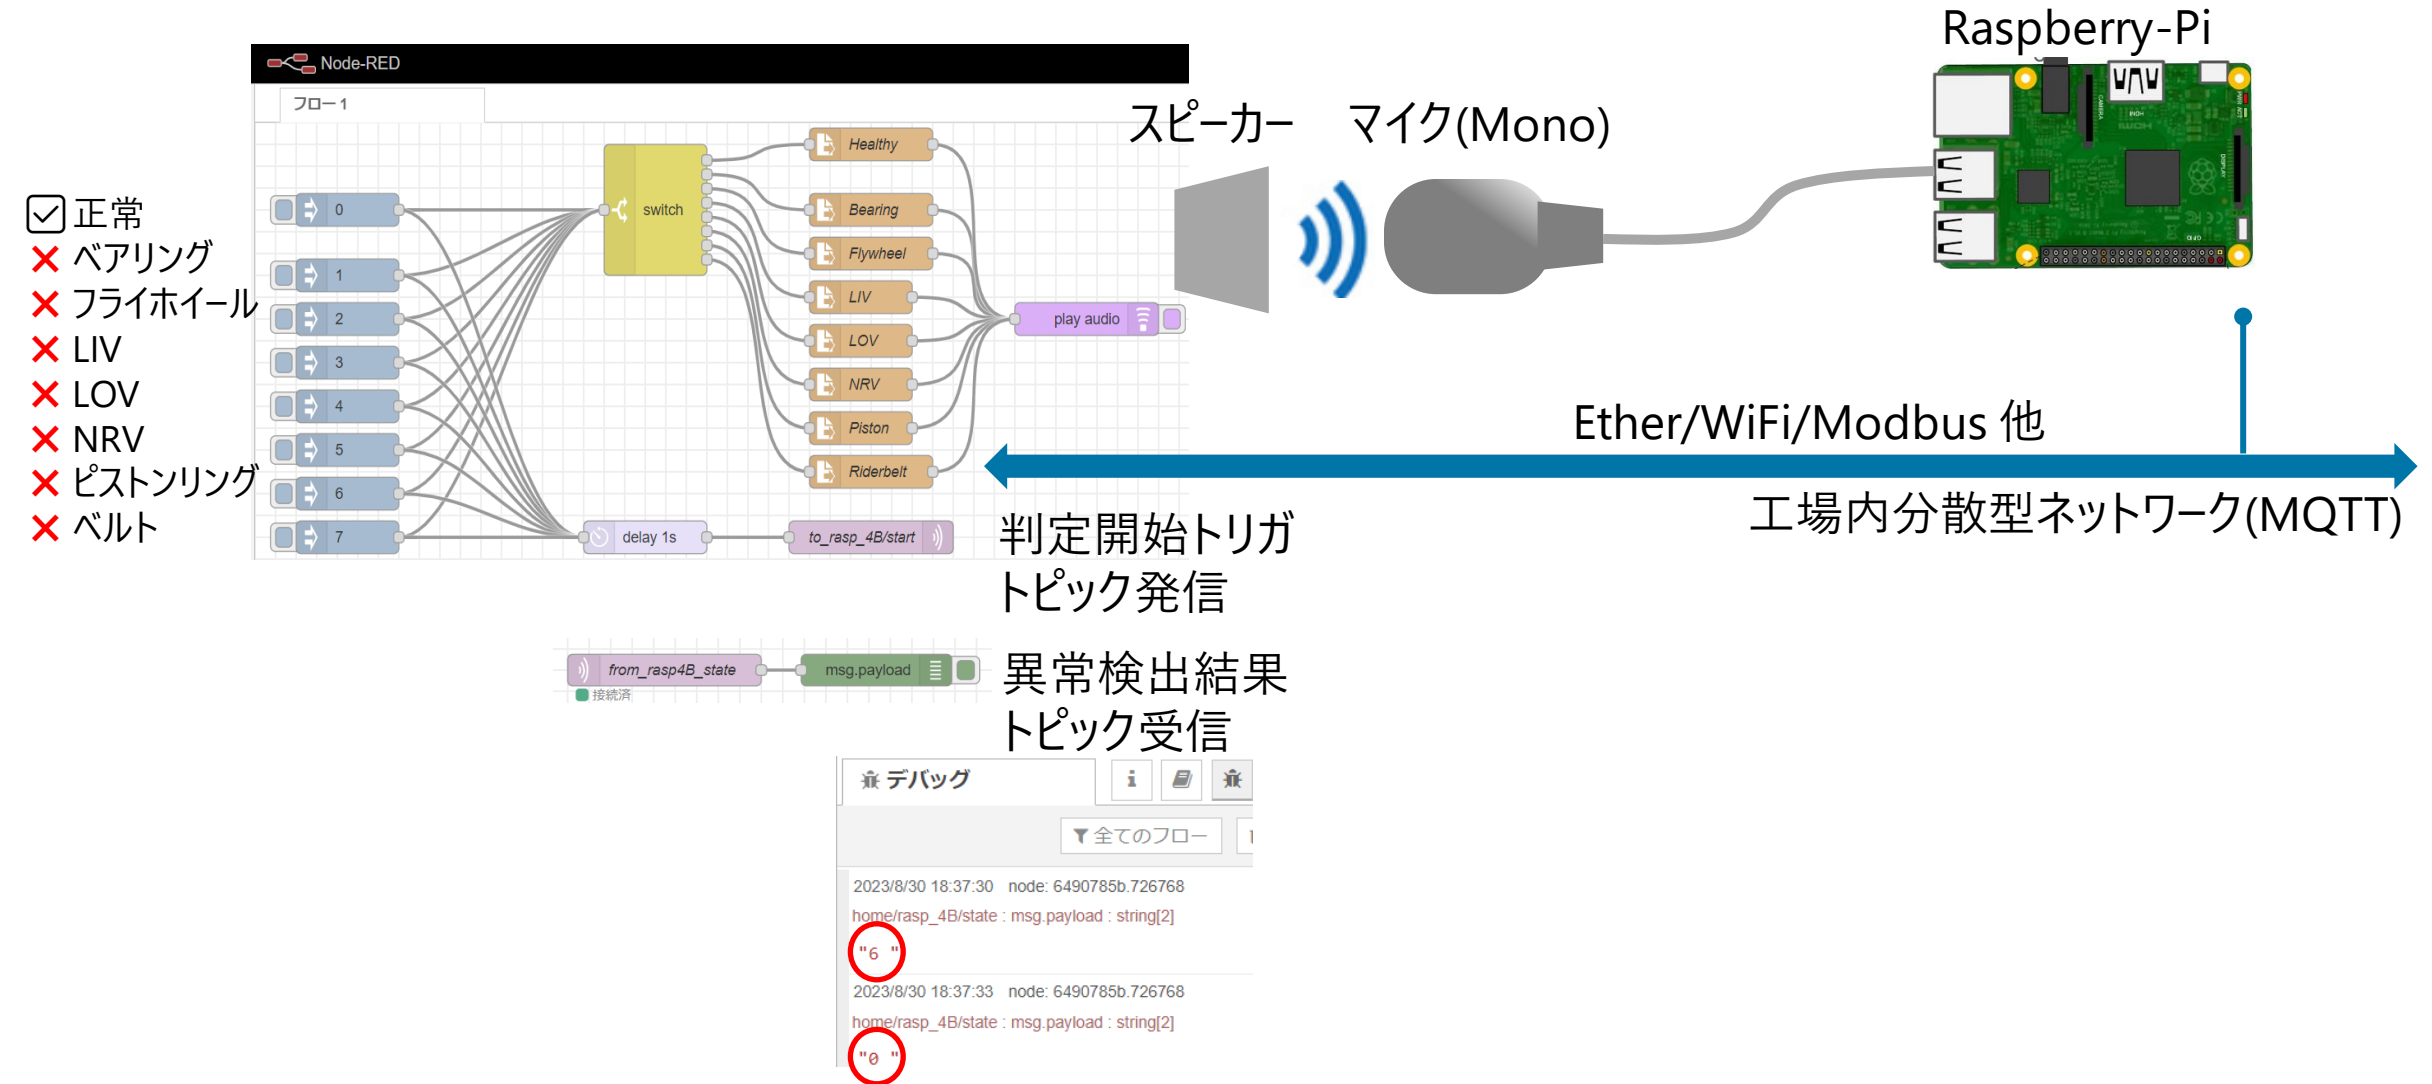 Raspberry-Pi
Node-RED
フロー 1
スピーカー
マイク(Mono)
正常
ベアリング
フライホイール
LIV
LOV
NRV
ピストンリング
ベルト
0
1
2
3
4
5
6
7
switch
Healthy
Bearing
Flywheel
LIV
LOV
NRV
Piston
Riderbelt
play audio
delay 1s
to_rasp_4B/start
Ether/WiFi/Modbus 他
工場内分散型ネットワーク(MQTT)
判定開始トリガ
トピック発信
from_rasp4B_state
msg.payload
接続済
異常検出結果
トピック受信
デバッグ
i
全てのフロー
2023/8/30 18:37:30 node: 6490785b.726768
home/rasp_4B/state : msg.payload : string[2]
"6 "
2023/8/30 18:37:33 node: 6490785b.726768
home/rasp_4B/state : msg.payload : string[2]
"0 "